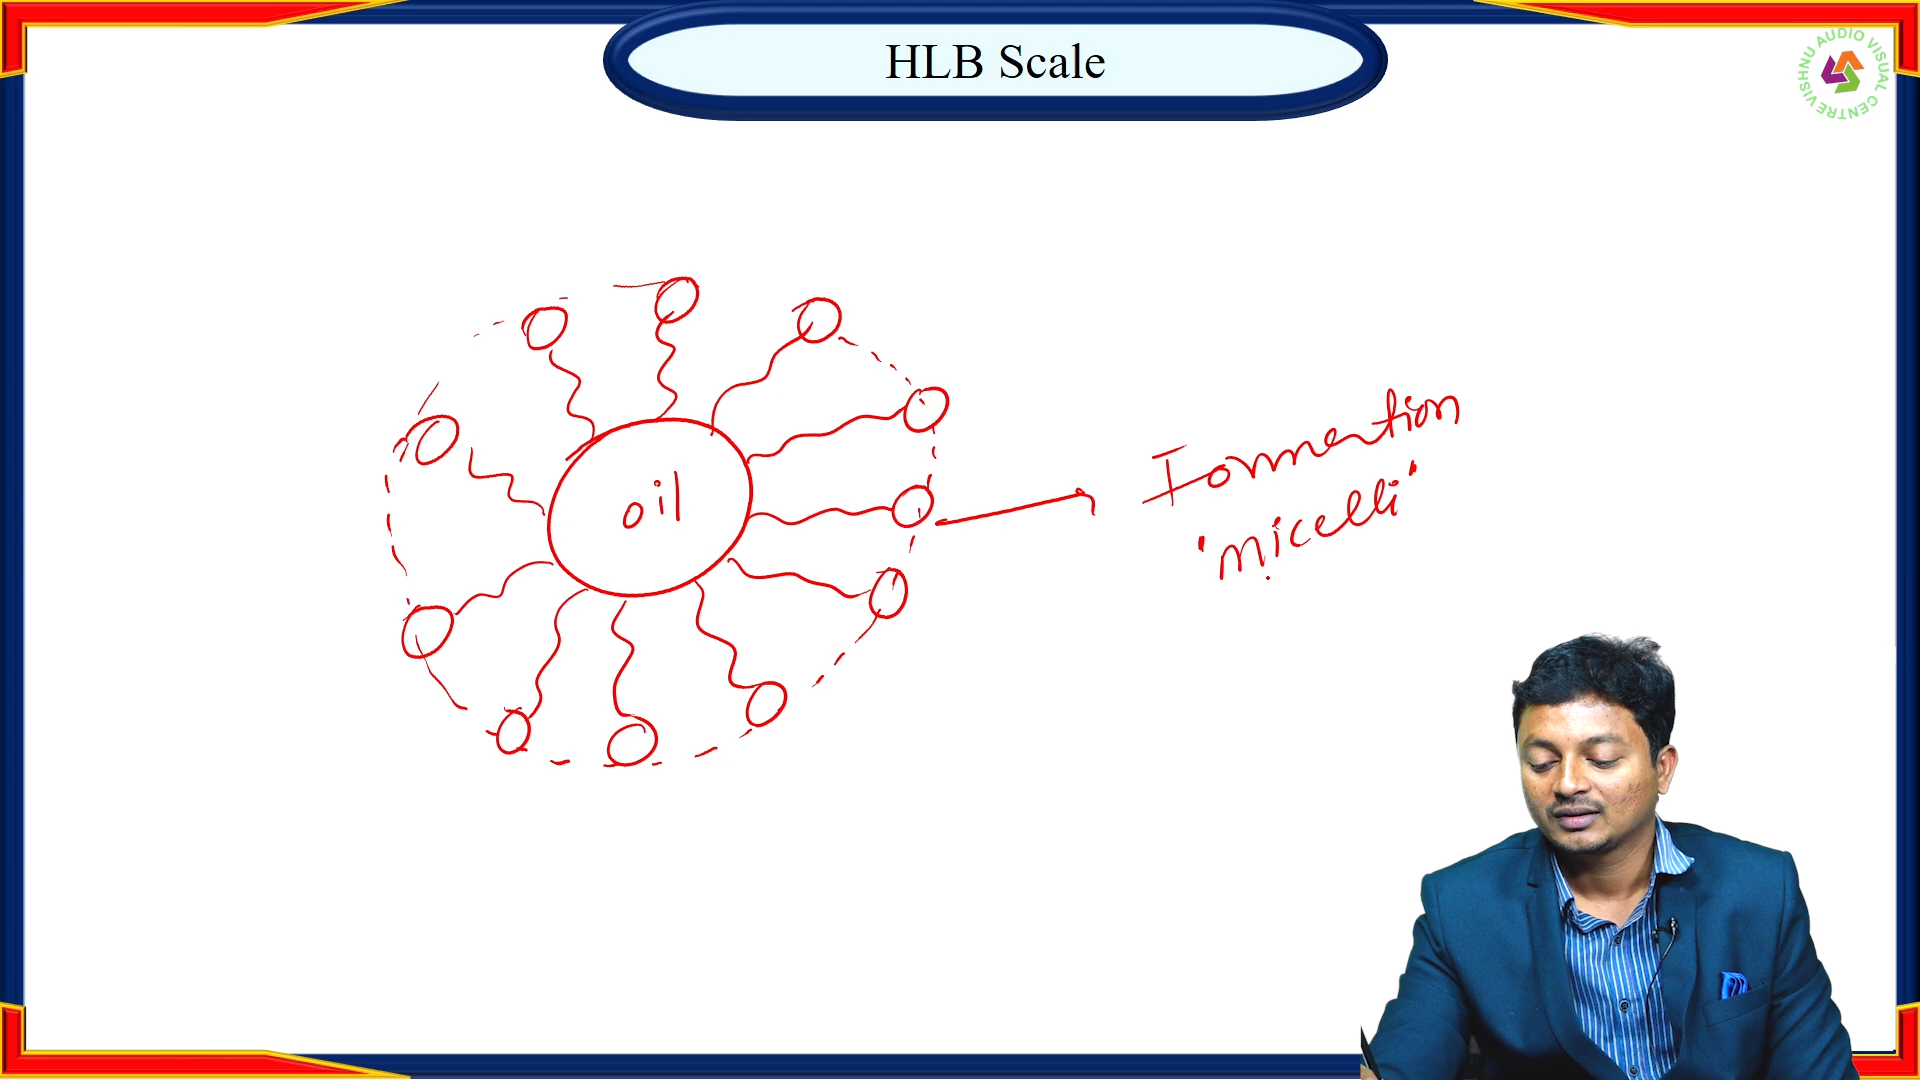 HLB Scale
VISHNU AUDIO VISUAL CENTRE
oil
Formation
'micelli'